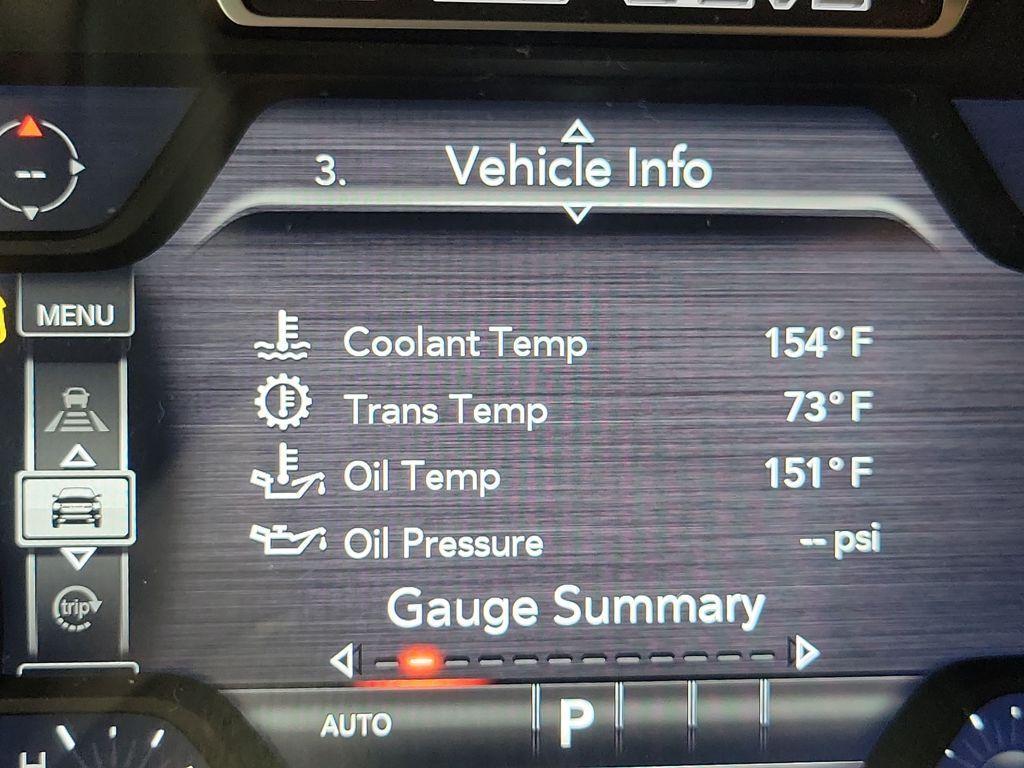 3. Vehicle Info
--
MENU
Coolant Temp 154°F
Trans Temp 73°F
Oil Temp 151°F
Oil Pressure -- psi
trip
Gauge Summary
AUTO P
H